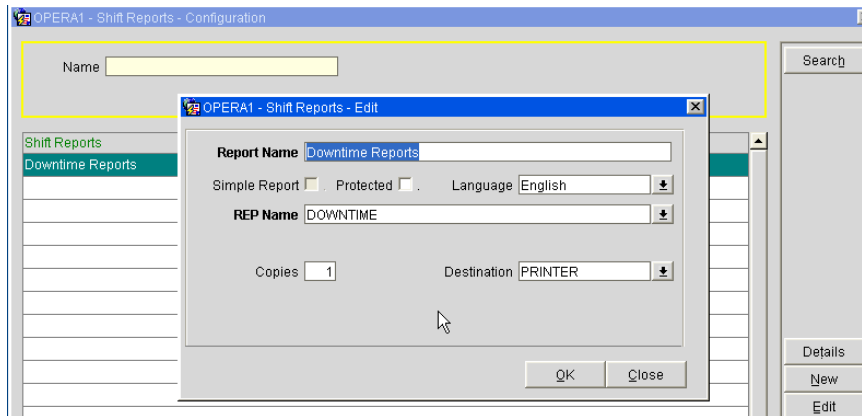 OPERA1 - Shift Reports - Configuration
Name
Search
OPERA1 - Shift Reports - Edit
Shift Reports
Downtime Reports
Report Name Downtime Reports
Simple Report . Protected . Language English
REP Name DOWNTIME
Copies 1 Destination PRINTER
OK Close
Details
New
Edit